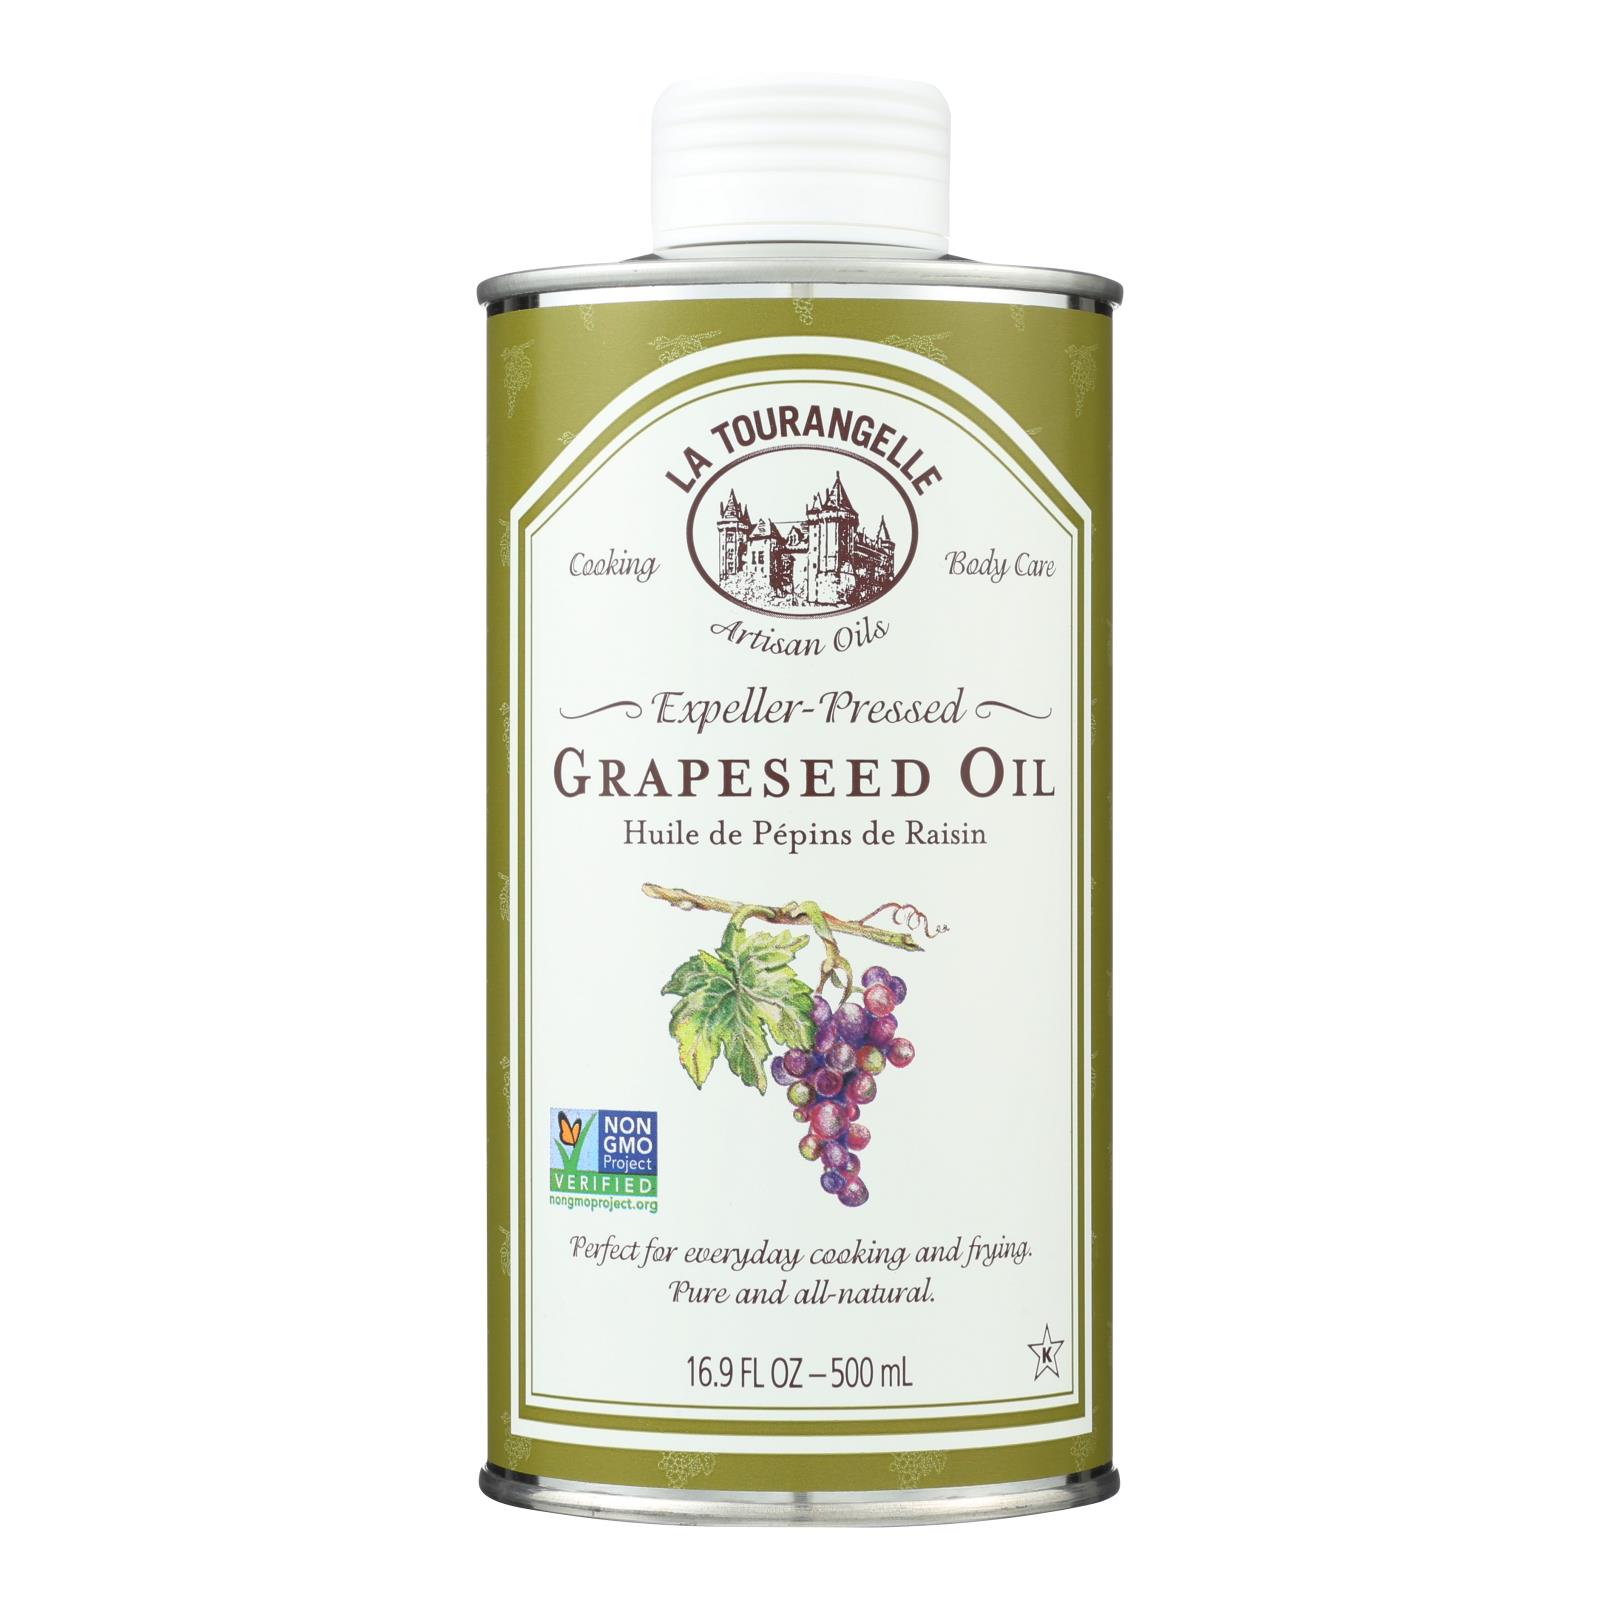 LA TOURANGELLE
Cooking
Body Care
Artisan Oils
Expeller-Pressed
GRAPESEED OIL
Huile de Pépins de Raisin
NON
GMO
Project
VERIFIED
nongmoproject.org
Perfect for everyday cooking and frying.
Pure and all-natural.
16.9 FL OZ – 500 mL
K